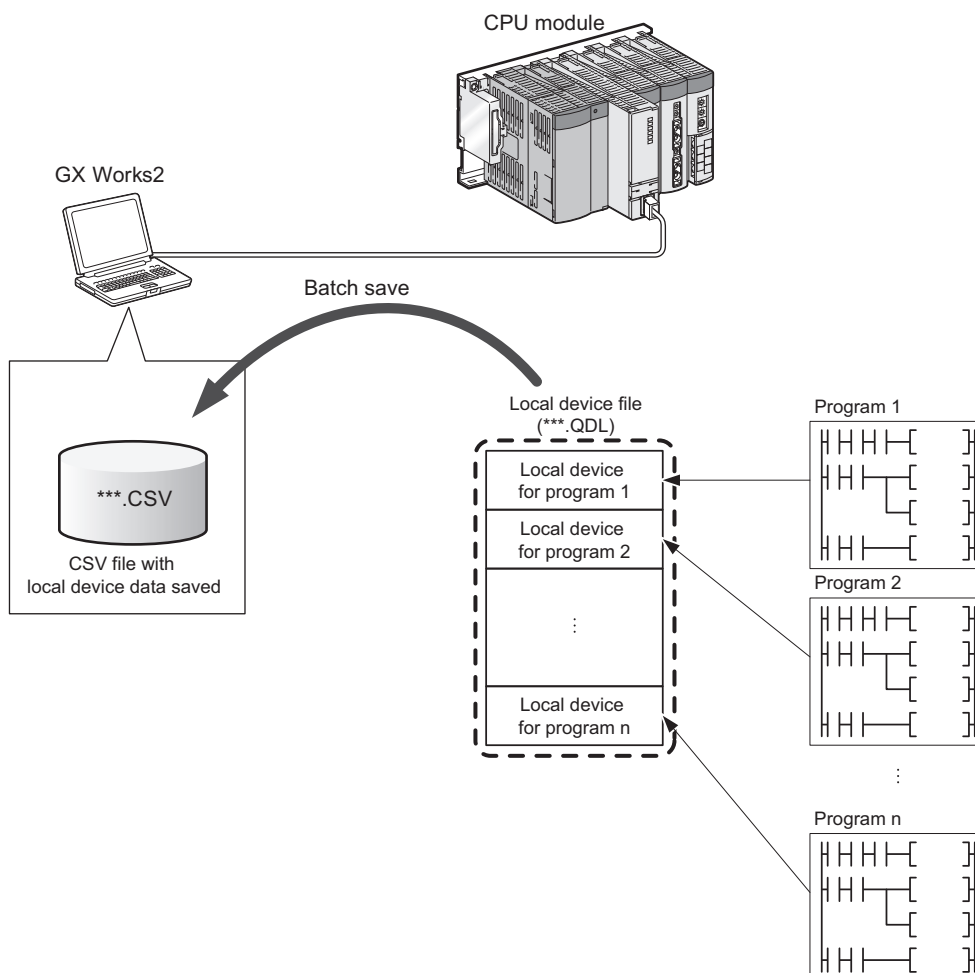 CPU module
GX Works2
Batch save
Local device file
(***.QDL)
***.CSV
CSV file with
local device data saved
Local device
for program 1
Local device
for program 2
⋮
Local device
for program n
Program 1
Program 2
⋮
Program n